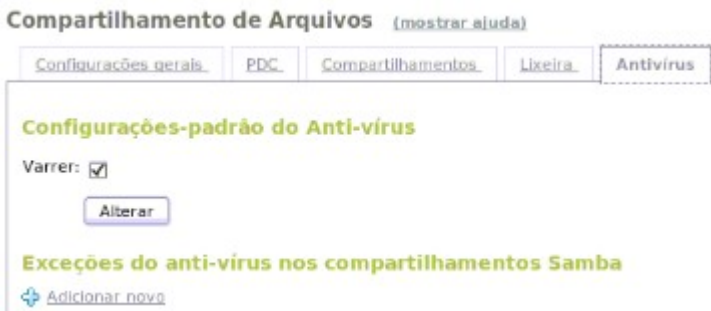 Compartilhamento de Arquivos (mostrar ajuda)
Configurações gerais PDC Compartilhamentos Lixeira Antivírus
Configurações-padrão do Anti-vírus
Varrer:
Alterar
Exceções do anti-vírus nos compartilhamentos Samba
Adicionar novo